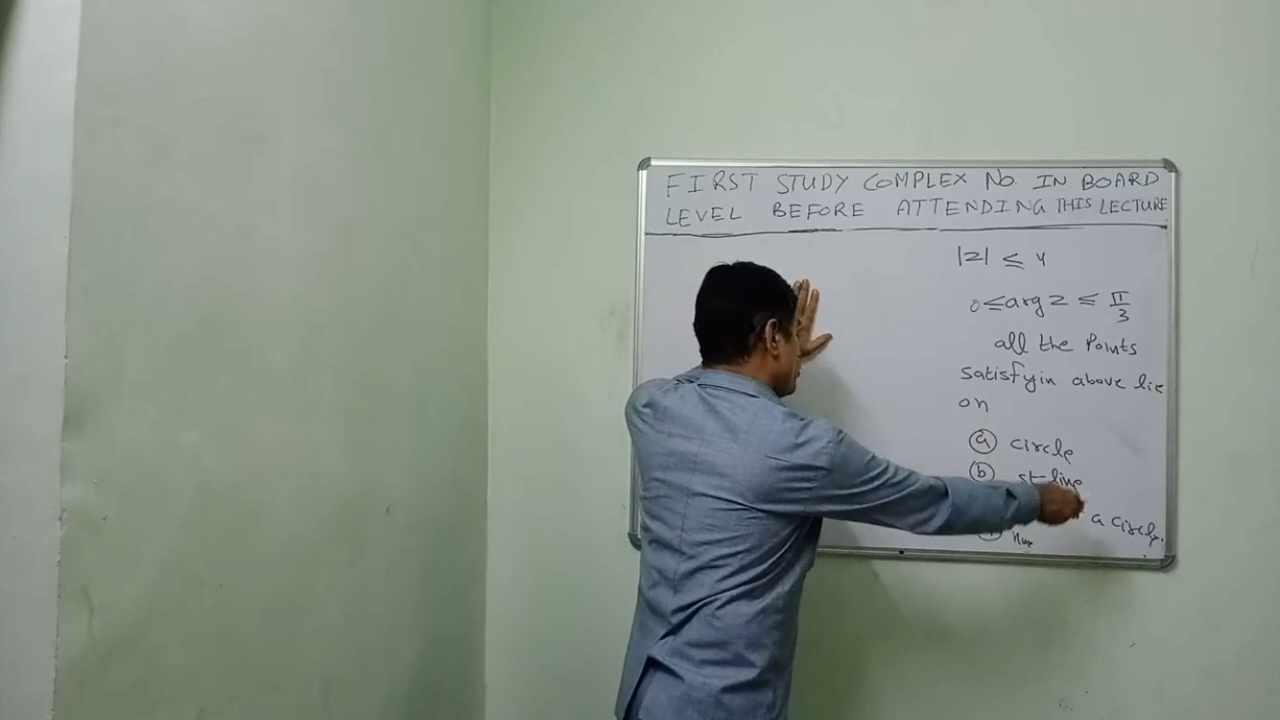 FIRST STUDY COMPLEX NO. IN BOARD
LEVEL BEFORE ATTENDING THIS LECTURE
|z| ≤ 4
0 ≤ arg z ≤ π/3
all the Points
satisfyin above lie
on
(a) circle
(b) st-line
a circle.